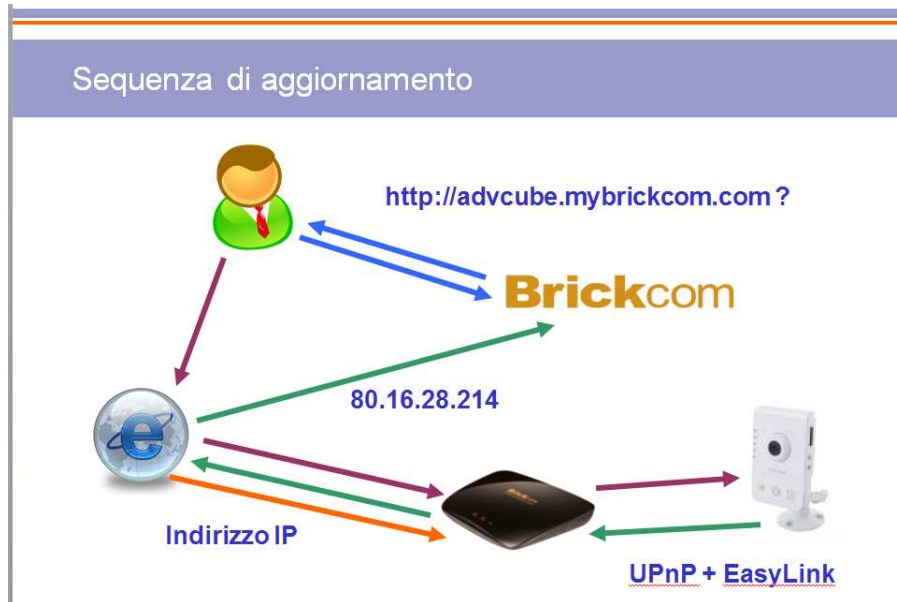 Sequenza di aggiornamento
http://advcube.mybrickcom.com ?
Brickcom
80.16.28.214
Indirizzo IP
UPnP + EasyLink